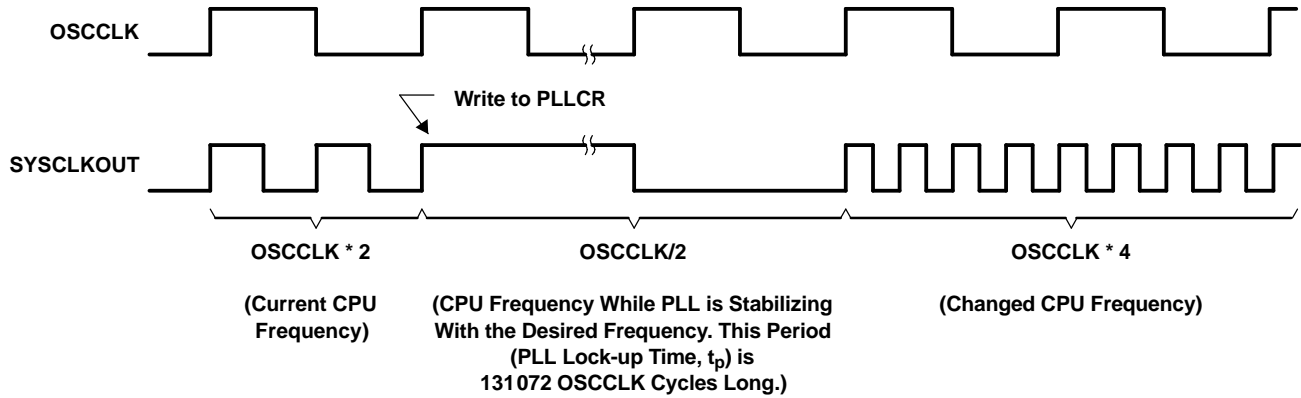 OSCCLK
Write to PLLCR
SYSCLKOUT
OSCCLK * 2
OSCCLK/2
OSCCLK * 4
(Current CPU
Frequency)
(CPU Frequency While PLL is Stabilizing
With the Desired Frequency. This Period
(PLL Lock-up Time, tp) is
131072 OSCCLK Cycles Long.)
(Changed CPU Frequency)